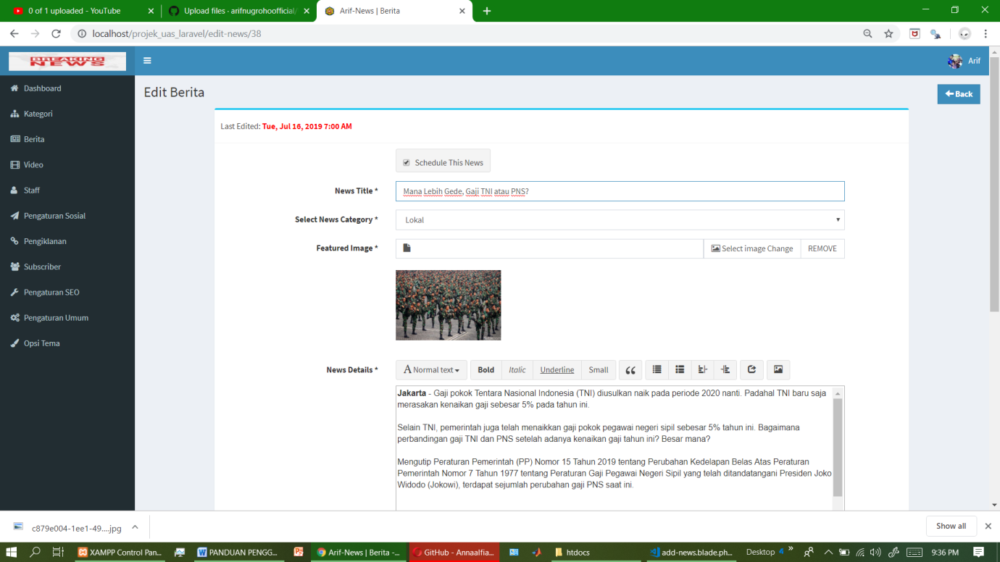 0 of 1 uploaded - YouTube
Upload files · arifnugrohoofficial/
Arif-News | Berita
localhost/projek_uas_laravel/edit-news/38
BREAKING
NEWS
Arif
Dashboard
Kategori
Berita
Video
Staff
Pengaturan Sosial
Pengiklanan
Subscriber
Pengaturan SEO
Pengaturan Umum
Opsi Tema
Edit Berita
Back
Last Edited: Tue, Jul 16, 2019 7:00 AM
Schedule This News
News Title *
Mana Lebih Gede, Gaji TNI atau PNS?
Select News Category *
Lokal
Featured Image *
Select image Change
REMOVE
News Details *
A Normal text
Bold
Italic
Underline
Small
Jakarta - Gaji pokok Tentara Nasional Indonesia (TNI) diusulkan naik pada periode 2020 nanti. Padahal TNI baru saja
merasakan kenaikan gaji sebesar 5% pada tahun ini.
Selain TNI, pemerintah juga telah menaikkan gaji pokok pegawai negeri sipil sebesar 5% tahun ini. Bagaimana
perbandingan gaji TNI dan PNS setelah adanya kenaikan gaji tahun ini? Besar mana?
Mengutip Peraturan Pemerintah (PP) Nomor 15 Tahun 2019 tentang Perubahan Kedelapan Belas Atas Peraturan
Pemerintah Nomor 7 Tahun 1977 tentang Peraturan Gaji Pegawai Negeri Sipil yang telah ditandatangani Presiden Joko
Widodo (Jokowi), terdapat sejumlah perubahan gaji PNS saat ini.
c879e004-1ee1-49....jpg
Show all
XAMPP Control Pan...
PANDUAN PENGG...
Arif-News | Berita -...
GitHub - Annaalfia...
htdocs
add-news.blade.ph...
Desktop
9:36 PM